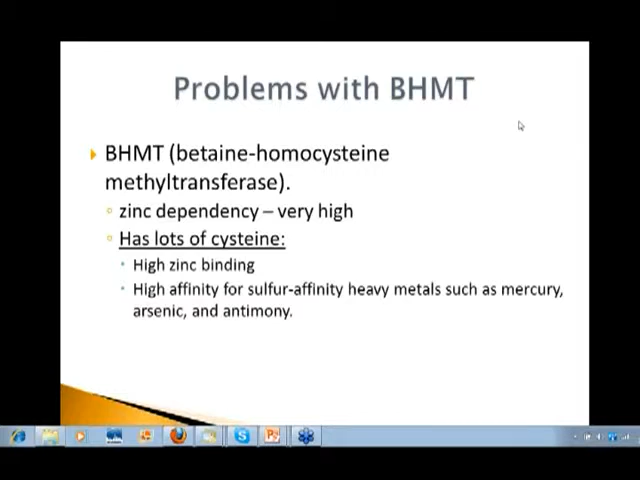 Problems with BHMT
BHMT (betaine-homocysteine
methyltransferase).
zinc dependency – very high
Has lots of cysteine:
High zinc binding
High affinity for sulfur-affinity heavy metals such as mercury,
arsenic, and antimony.